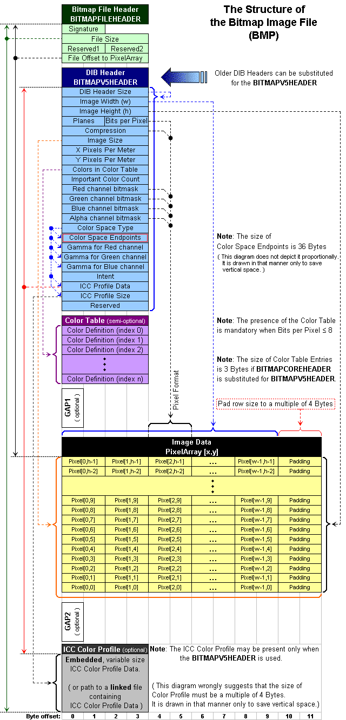 The Structure of
the Bitmap Image File
(BMP)
Bitmap File Header
BITMAPFILEHEADER
Signature
File Size
Reserved1 Reserved2
File Offset to PixelArray
DIB Header
BITMAPV5HEADER
Older DIB Headers can be substituted
for the BITMAPV5HEADER
DIB Header Size
Image Width (w)
Image Height (h)
Planes Bits per Pixel
Compression
Image Size
X Pixels Per Meter
Y Pixels Per Meter
Colors in Color Table
Important Color Count
Red channel bitmask
Green channel bitmask
Blue channel bitmask
Alpha channel bitmask
Color Space Type
Color Space Endpoints
Gamma for Red channel
Gamma for Green channel
Gamma for Blue channel
Intent
ICC Profile Data
ICC Profile Size
Reserved
Note: The size of
Color Space Endpoints is 36 Bytes
( This diagram does not depict it proportionally.
It is drawn in that manner only to save
vertical space. )
Color Table (semi-optional)
Color Definition (index 0)
Color Definition (index 1)
Color Definition (index 2)
Color Definition (index n)
Note: The presence of the Color Table
is mandatory when Bits per Pixel ≤ 8
Note: The size of Color Table Entries
is 3 Bytes if BITMAPCOREHEADER
is substituted for BITMAPV5HEADER.
GAP1
( optional )
Pixel Format
Pad row size to a multiple of 4 Bytes
Image Data
PixelArray [x,y]
Pixel[0,h-1] Pixel[1,h-1] Pixel[2,h-1] ... Pixel[w-1,h-1] Padding
Pixel[0,h-2] Pixel[1,h-2] Pixel[2,h-2] ... Pixel[w-1,h-2] Padding
Pixel[0,9] Pixel[1,9] Pixel[2,9] ... Pixel[w-1,9] Padding
Pixel[0,8] Pixel[1,8] Pixel[2,8] ... Pixel[w-1,8] Padding
Pixel[0,7] Pixel[1,7] Pixel[2,7] ... Pixel[w-1,7] Padding
Pixel[0,6] Pixel[1,6] Pixel[2,6] ... Pixel[w-1,6] Padding
Pixel[0,5] Pixel[1,5] Pixel[2,5] ... Pixel[w-1,5] Padding
Pixel[0,4] Pixel[1,4] Pixel[2,4] ... Pixel[w-1,4] Padding
Pixel[0,3] Pixel[1,3] Pixel[2,3] ... Pixel[w-1,3] Padding
Pixel[0,2] Pixel[1,2] Pixel[2,2] ... Pixel[w-1,2] Padding
Pixel[0,1] Pixel[1,1] Pixel[2,1] ... Pixel[w-1,1] Padding
Pixel[0,0] Pixel[1,0] Pixel[2,0] ... Pixel[w-1,0] Padding
GAP2
( optional )
ICC Color Profile (optional)
Embedded, variable size
ICC Color Profile Data.
( or path to a linked file
containing
ICC Color Profile Data )
Note: The ICC Color Profile may be present only when
the BITMAPV5HEADER is used.
( This diagram wrongly suggests that the size of
Color Profile must be a multiple of 4 Bytes.
It is drawn in that manner only to save vertical space.)
Byte offset: 0 1 2 3 4 5 6 7 8 9 10 11